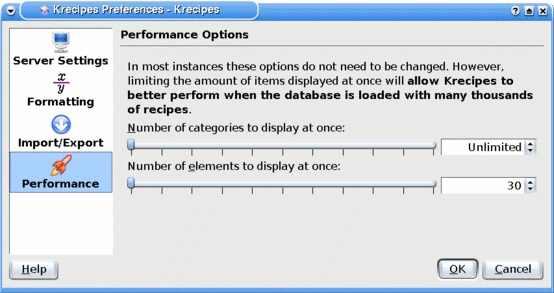 Krecipes Preferences - Krecipes
Server Settings
x
y
Formatting
Import/Export
Performance
Performance Options
In most instances these options do not need to be changed. However,
limiting the amount of items displayed at once will allow Krecipes to
better perform when the database is loaded with many thousands
of recipes.
Number of categories to display at once:
Unlimited
Number of elements to display at once:
30
Help
OK
Cancel